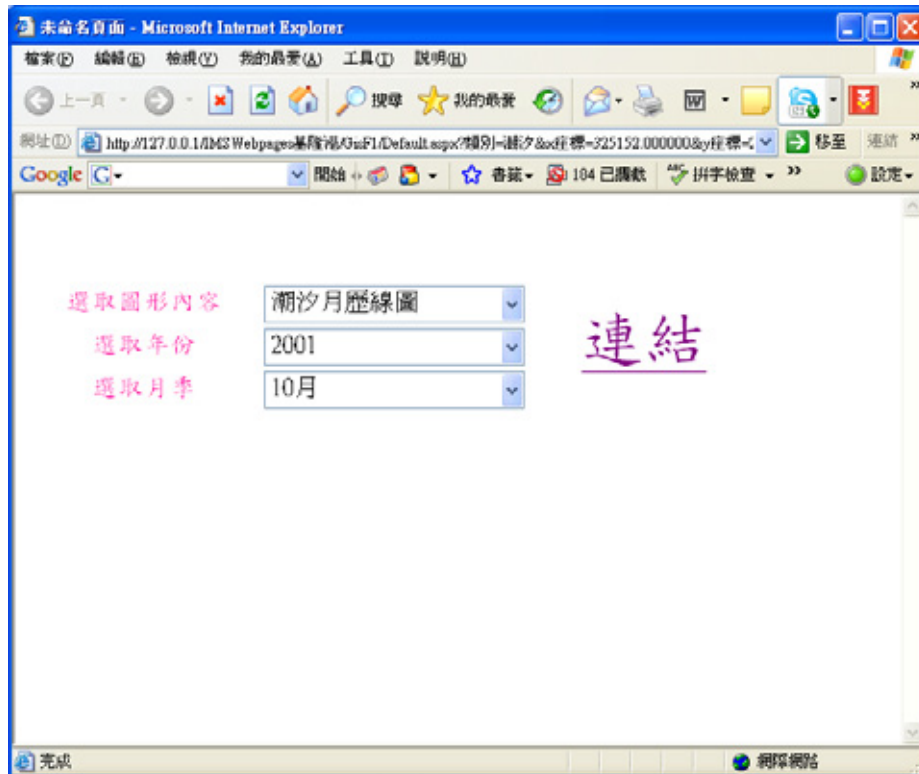 未命名頁面 - Microsoft Internet Explorer
檔案(F) 編輯(E) 檢視(V) 我的最愛(A) 工具(T) 說明(H)
上一頁 搜尋 我的最愛
網址(D) http://127.0.0.1/IMSWebpages基隆港/GisF1/Default.aspx?類別=潮汐&x座標=325152.000000&y座標= 移至 連結
Google 開始 書籤 104 已攔截 拼字檢查 設定
選取圖形內容 潮汐月歷線圖
選取年份 2001
選取月季 10月
連結
完成 網際網路